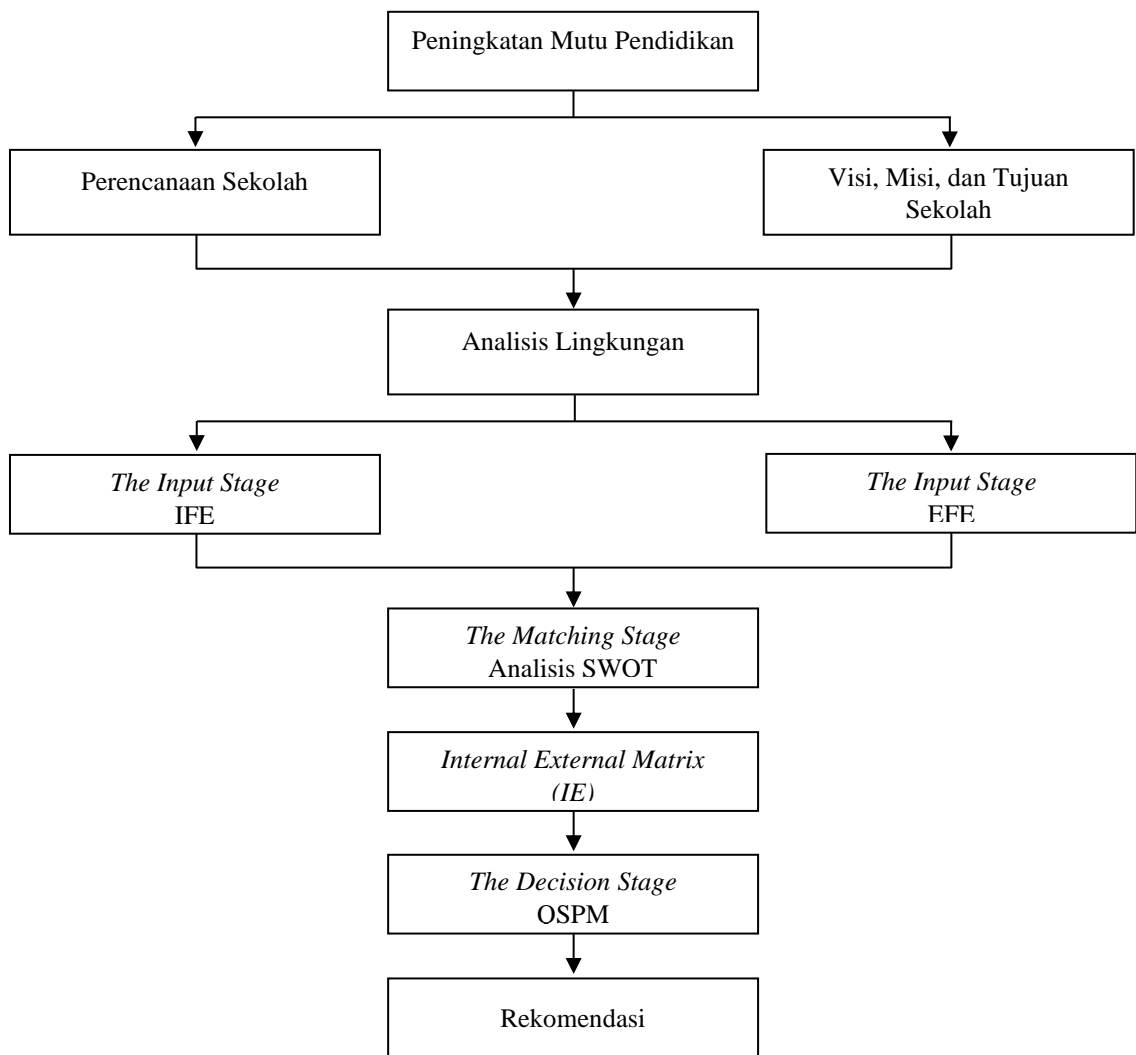 Peningkatan Mutu Pendidikan
Perencanaan Sekolah
Visi, Misi, dan Tujuan
Sekolah
Analisis Lingkungan
The Input Stage
IFE
The Input Stage
EFE
The Matching Stage
Analisis SWOT
Internal External Matrix
(IE)
The Decision Stage
QSPM
Rekomendasi